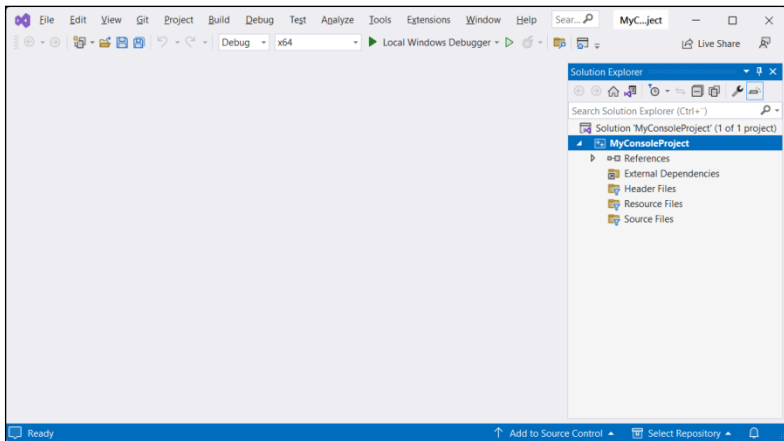 File Edit View Git Project Build Debug Test Analyze Tools Extensions Window Help Sear... MyC...ject
Debug x64 Local Windows Debugger Live Share
Solution Explorer
Search Solution Explorer (Ctrl+¨)
Solution 'MyConsoleProject' (1 of 1 project)
MyConsoleProject
References
External Dependencies
Header Files
Resource Files
Source Files
Ready Add to Source Control Select Repository